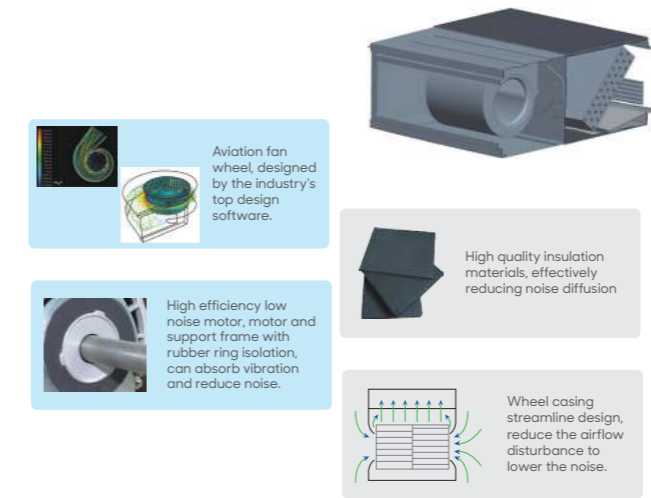 Aviation fan
wheel, designed
by the industry's
top design
software.
High efficiency low
noise motor, motor and
support frame with
rubber ring isolation,
can absorb vibration
and reduce noise.
High quality insulation
materials, effectively
reducing noise diffusion
Wheel casing
streamline design,
reduce the airflow
disturbance to
lower the noise.